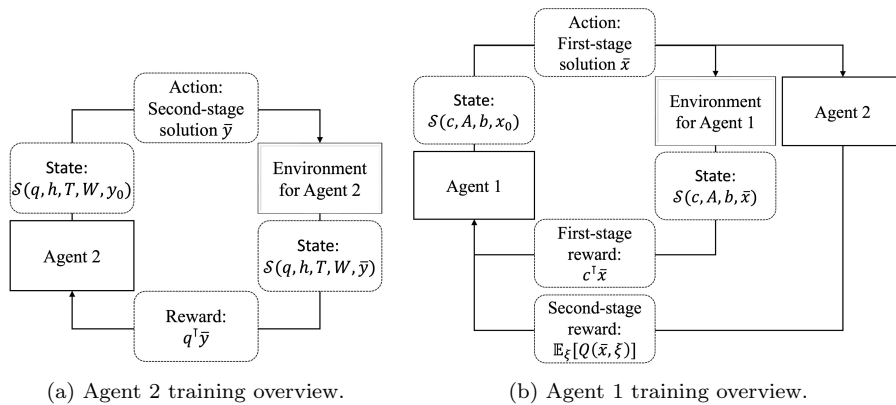 Action:
Second-stage
solution ȳ
State:
𝒮(q, h, T, W, y₀)
Environment
for Agent 2
Agent 2
State:
𝒮(q, h, T, W, ȳ)
Reward:
q⊺ȳ
(a) Agent 2 training overview.
Action:
First-stage
solution x̄
State:
𝒮(c, A, b, x₀)
Environment
for Agent 1
Agent 2
Agent 1
State:
𝒮(c, A, b, x̄)
First-stage
reward:
c⊺x̄
Second-stage
reward:
𝔼_ξ[Q(x̄, ξ)]
(b) Agent 1 training overview.